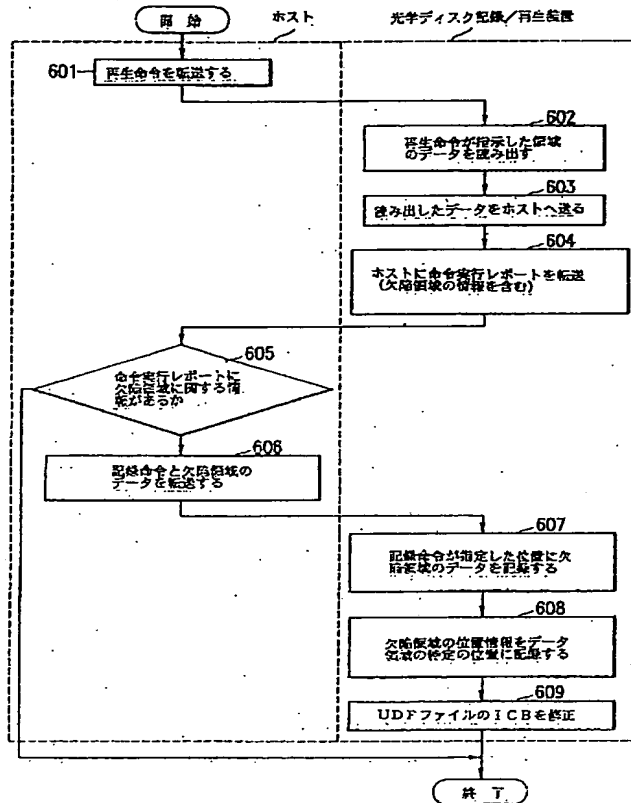 ホスト
光学ディスク記録/再生装置
開始
601
再生命令を転送する
602
再生命令が指示した領域
のデータを読み出す
603
読み出したデータをホストへ送る
604
ホストに命令実行レポートを転送
(欠陥領域の情報を含む)
605
命令実行レポートに
欠陥領域に関する情
報があるか
606
記録命令と欠陥領域の
データを転送する
607
記録命令が指定した位置に欠
陥領域のデータを記録する
608
欠陥領域の位置情報をデータ
領域の特定の位置に記録する
609
UDFファイルのICBを修正
終了